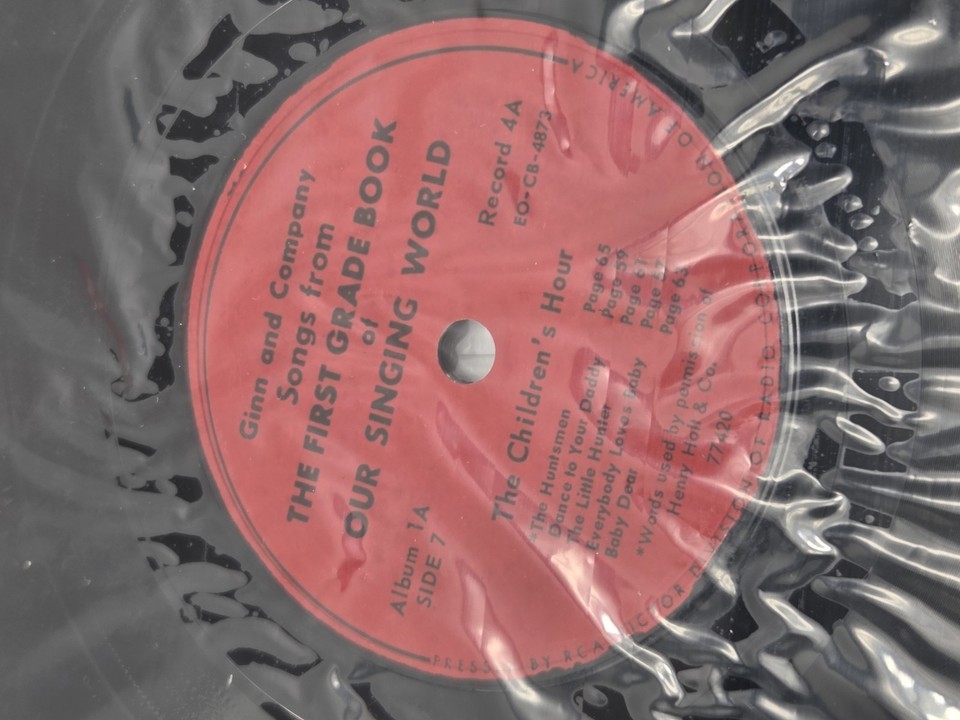 Ginn and Company
Songs from
THE FIRST GRADE BOOK
of
OUR SINGING WORLD
Album 1A
SIDE 7
Record 4A
EO-CB-4873
The Children's Hour
*The Huntsmen Page 65
Dance to Your Daddy Page 59
The Little Hunter Page 61
Everybody Loves Baby Page 57
Baby Dear Page 63
*Words used by permission of
Henry Holt & Co.
77420
PRESSED BY RCA VICTOR DIVISION OF RADIO CORPORATION OF AMERICA